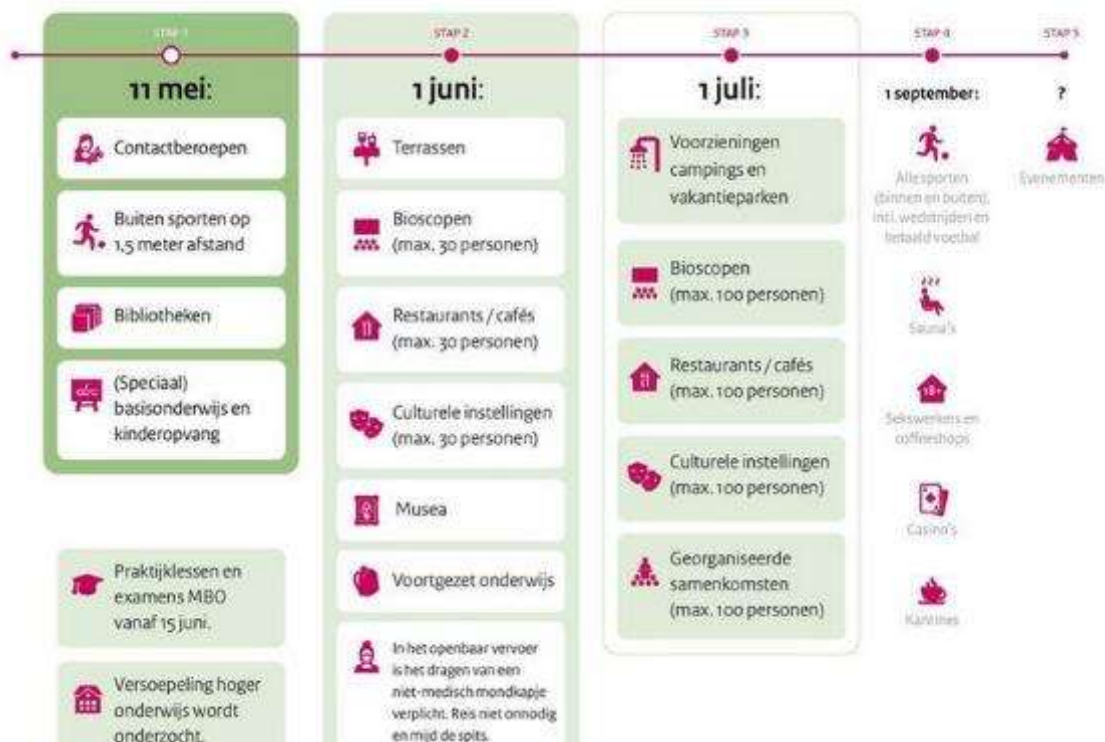 STAP 1
11 mei:
Contactberoepen
Buiten sporten op
1,5 meter afstand
Bibliotheken
abc
(Speciaal)
basisonderwijs en
kinderopvang
Praktijklessen en
examens MBO
vanaf 15 juni.
Versoepeling hoger
onderwijs wordt
onderzocht.
STAP 2
1 juni:
Terrassen
Bioscopen
(max. 30 personen)
Restaurants / cafés
(max. 30 personen)
Culturele instellingen
(max. 30 personen)
Musea
Voortgezet onderwijs
In het openbaar vervoer
is het dragen van een
niet-medisch mondkapje
verplicht. Reis niet onnodig
en mijd de spits.
STAP 3
1 juli:
Voorzieningen
campings en
vakantieparken
Bioscopen
(max. 100 personen)
Restaurants / cafés
(max. 100 personen)
Culturele instellingen
(max. 100 personen)
Georganiseerde
samenkomsten
(max. 100 personen)
STAP 4
1 september:
Alle sporten
(binnen en buiten),
incl. wedstrijden en
betaald voetbal
Sauna's
18+
Sekswerkers en
coffeeshops
Casino's
Kantines
STAP 5
?
Evenementen